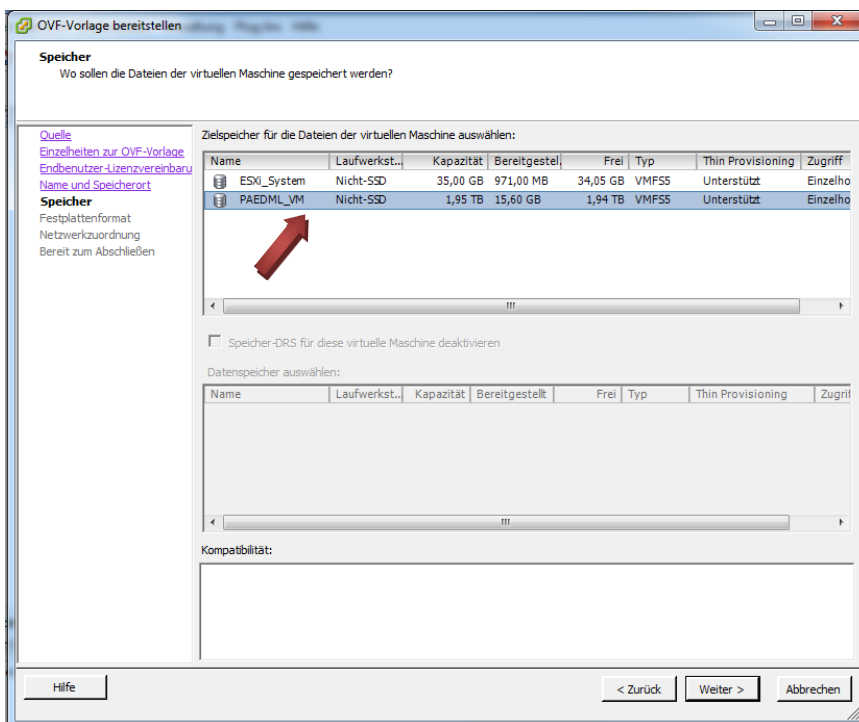 OVF-Vorlage bereitstellen
Speicher
Wo sollen die Dateien der virtuellen Maschine gespeichert werden?
Quelle
Einzelheiten zur OVF-Vorlage
Endbenutzer-Lizenzvereinbaru
Name und Speicherort
Speicher
Festplattenformat
Netzwerkzuordnung
Bereit zum Abschließen
Zielspeicher für die Dateien der virtuellen Maschine auswählen:
Name Laufwerkst... Kapazität Bereitgestel. Frei Typ Thin Provisioning Zugriff
ESXi_System Nicht-SSD 35,00 GB 971,00 MB 34,05 GB VMFS5 Unterstützt Einzelho
PAEDML_VM Nicht-SSD 1,95 TB 15,60 GB 1,94 TB VMFS5 Unterstützt Einzelho
Speicher-DRS für diese virtuelle Maschine deaktivieren
Datenspeicher auswählen:
Name Laufwerkst... Kapazität Bereitgestellt Frei Typ Thin Provisioning Zugrif
Kompatibilität:
Hilfe < Zurück Weiter > Abbrechen